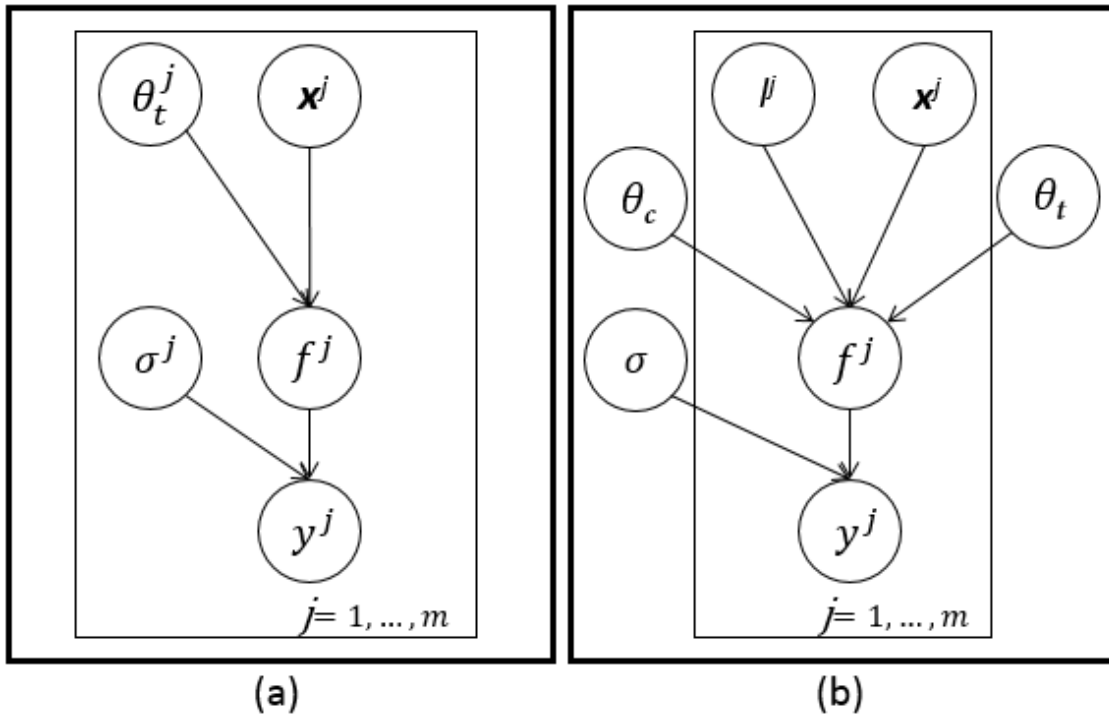 θ_t^j x^j
σ^j f^j
y^j
j= 1, ... , m
(a)
l^j x^j
θ_c θ_t
σ f^j
y^j
j= 1, ... , m
(b)